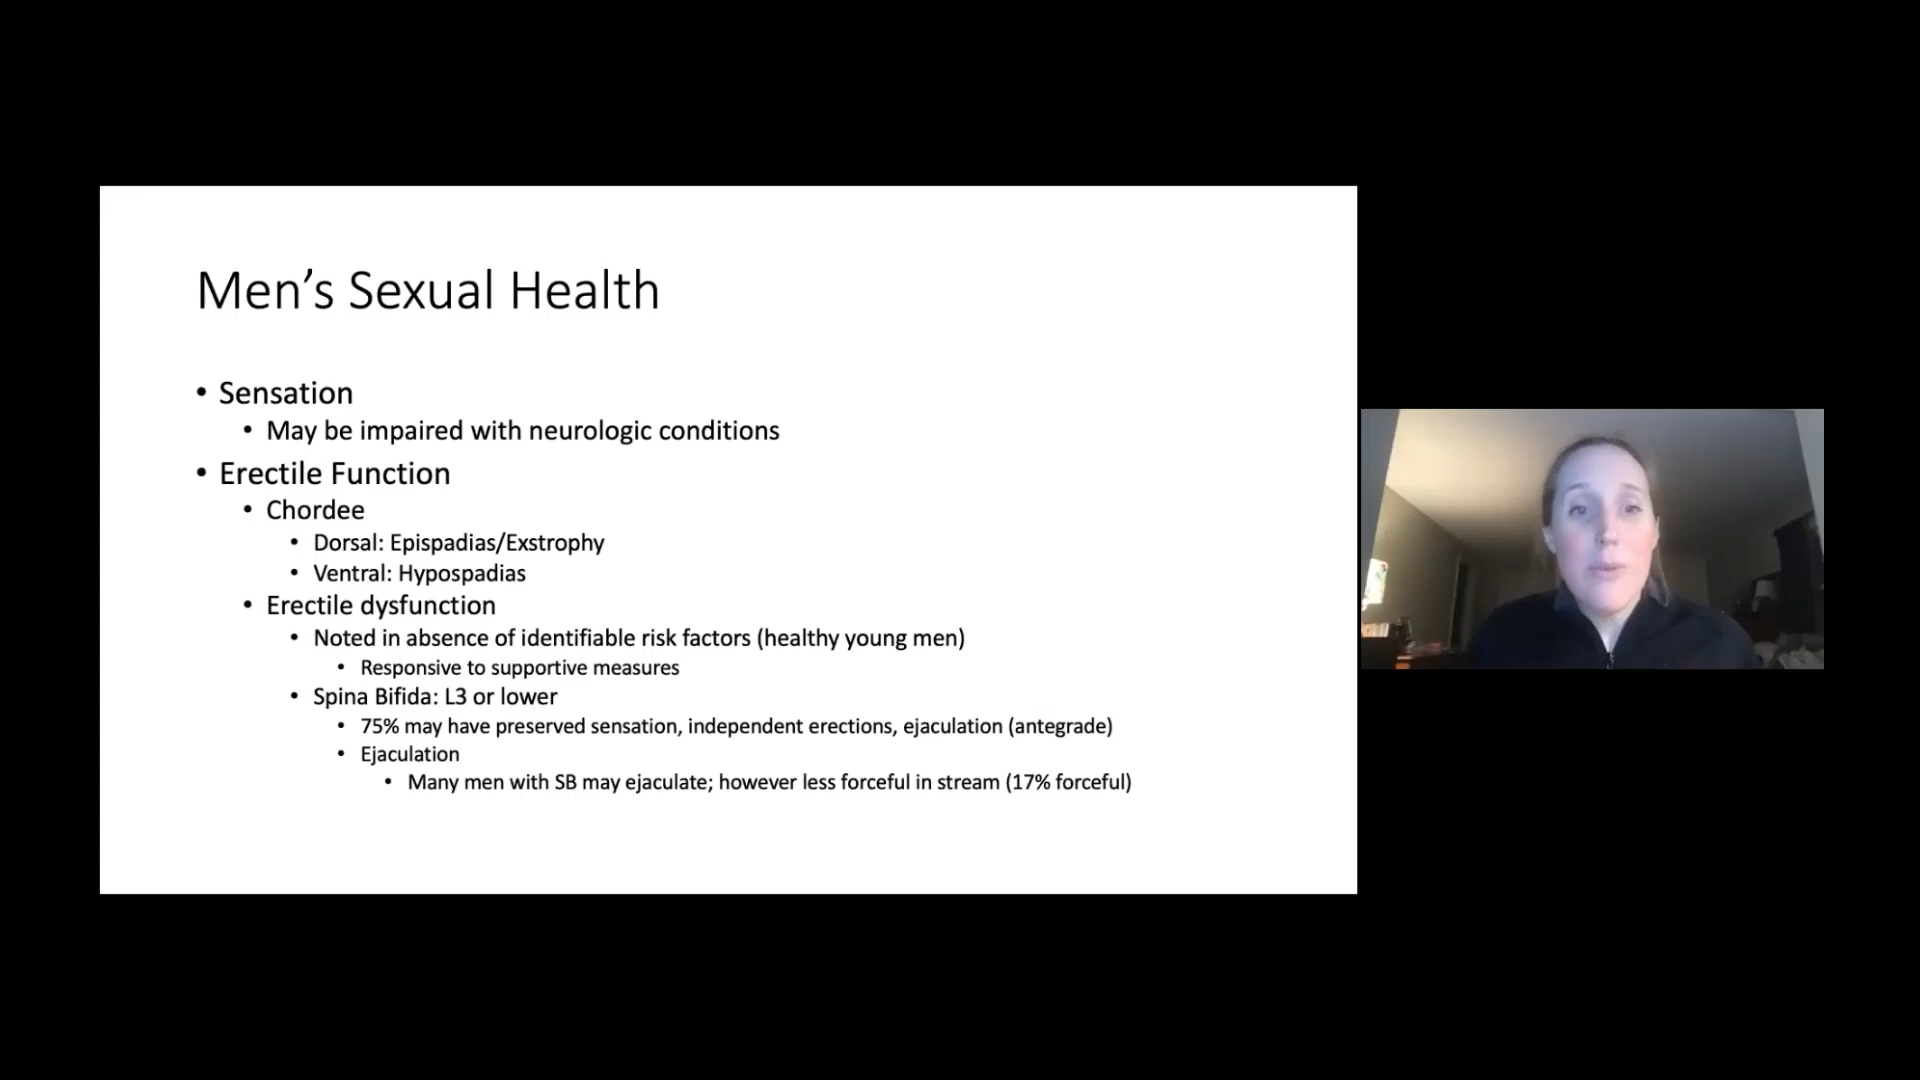 Men's Sexual Health
• Sensation
• May be impaired with neurologic conditions
• Erectile Function
• Chordee
• Dorsal: Epispadias/Exstrophy
• Ventral: Hypospadias
• Erectile dysfunction
• Noted in absence of identifiable risk factors (healthy young men)
• Responsive to supportive measures
• Spina Bifida: L3 or lower
• 75% may have preserved sensation, independent erections, ejaculation (antegrade)
• Ejaculation
• Many men with SB may ejaculate; however less forceful in stream (17% forceful)